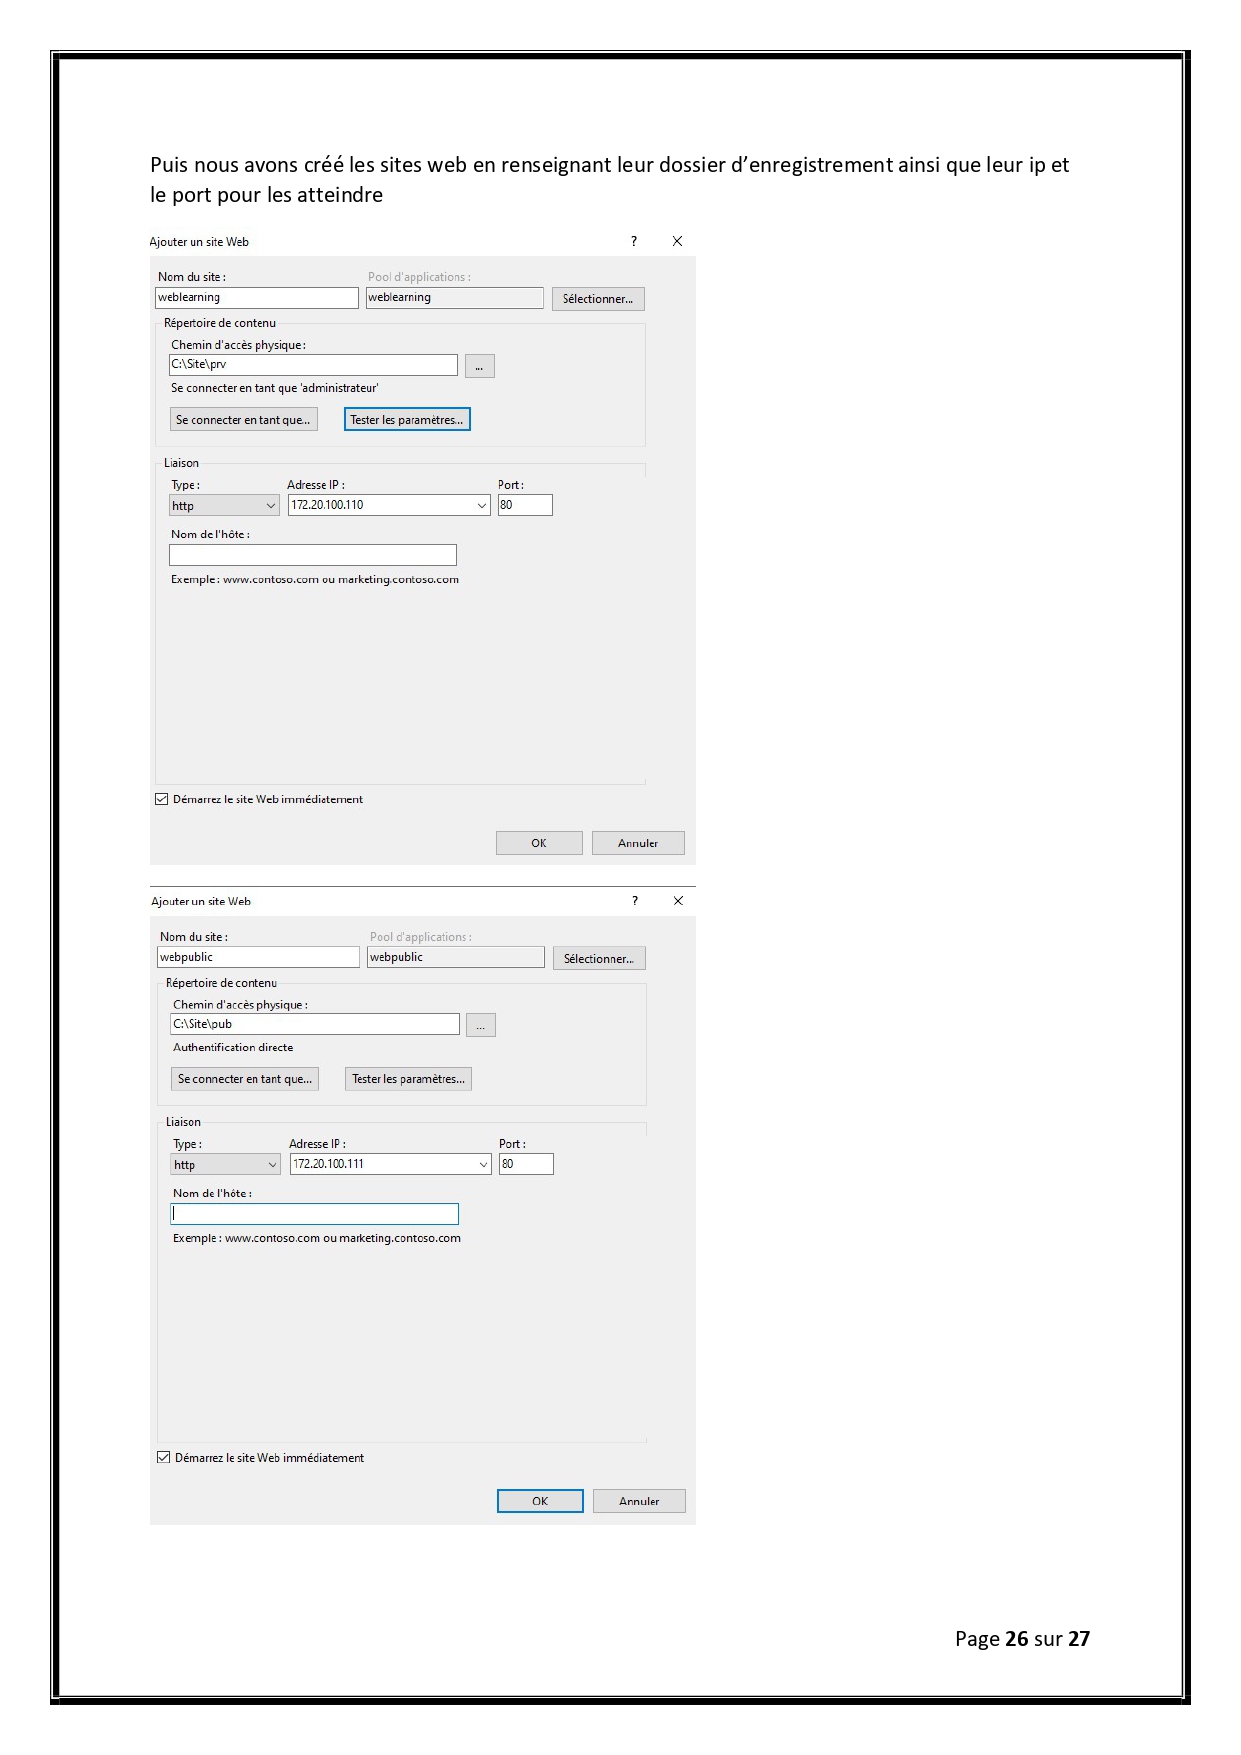 Puis nous avons créé les sites web en renseignant leur dossier d’enregistrement ainsi que leur ip et
le port pour les atteindre
Ajouter un site Web ? X
Nom du site : Pool d'applications :
weblearning weblearning Sélectionner...
Répertoire de contenu
Chemin d'accès physique :
C:\Site\prv ...
Se connecter en tant que 'administrateur'
Se connecter en tant que... Tester les paramètres...
Liaison
Type : Adresse IP : Port :
http 172.20.100.110 80
Nom de l'hôte :
Exemple : www.contoso.com ou marketing.contoso.com
Démarrez le site Web immédiatement
OK Annuler
Ajouter un site Web ? X
Nom du site : Pool d'applications :
webpublic webpublic Sélectionner...
Répertoire de contenu
Chemin d'accès physique :
C:\Site\pub ...
Authentification directe
Se connecter en tant que... Tester les paramètres...
Liaison
Type : Adresse IP : Port :
http 172.20.100.111 80
Nom de l'hôte :
Exemple : www.contoso.com ou marketing.contoso.com
Démarrez le site Web immédiatement
OK Annuler
Page 26 sur 27